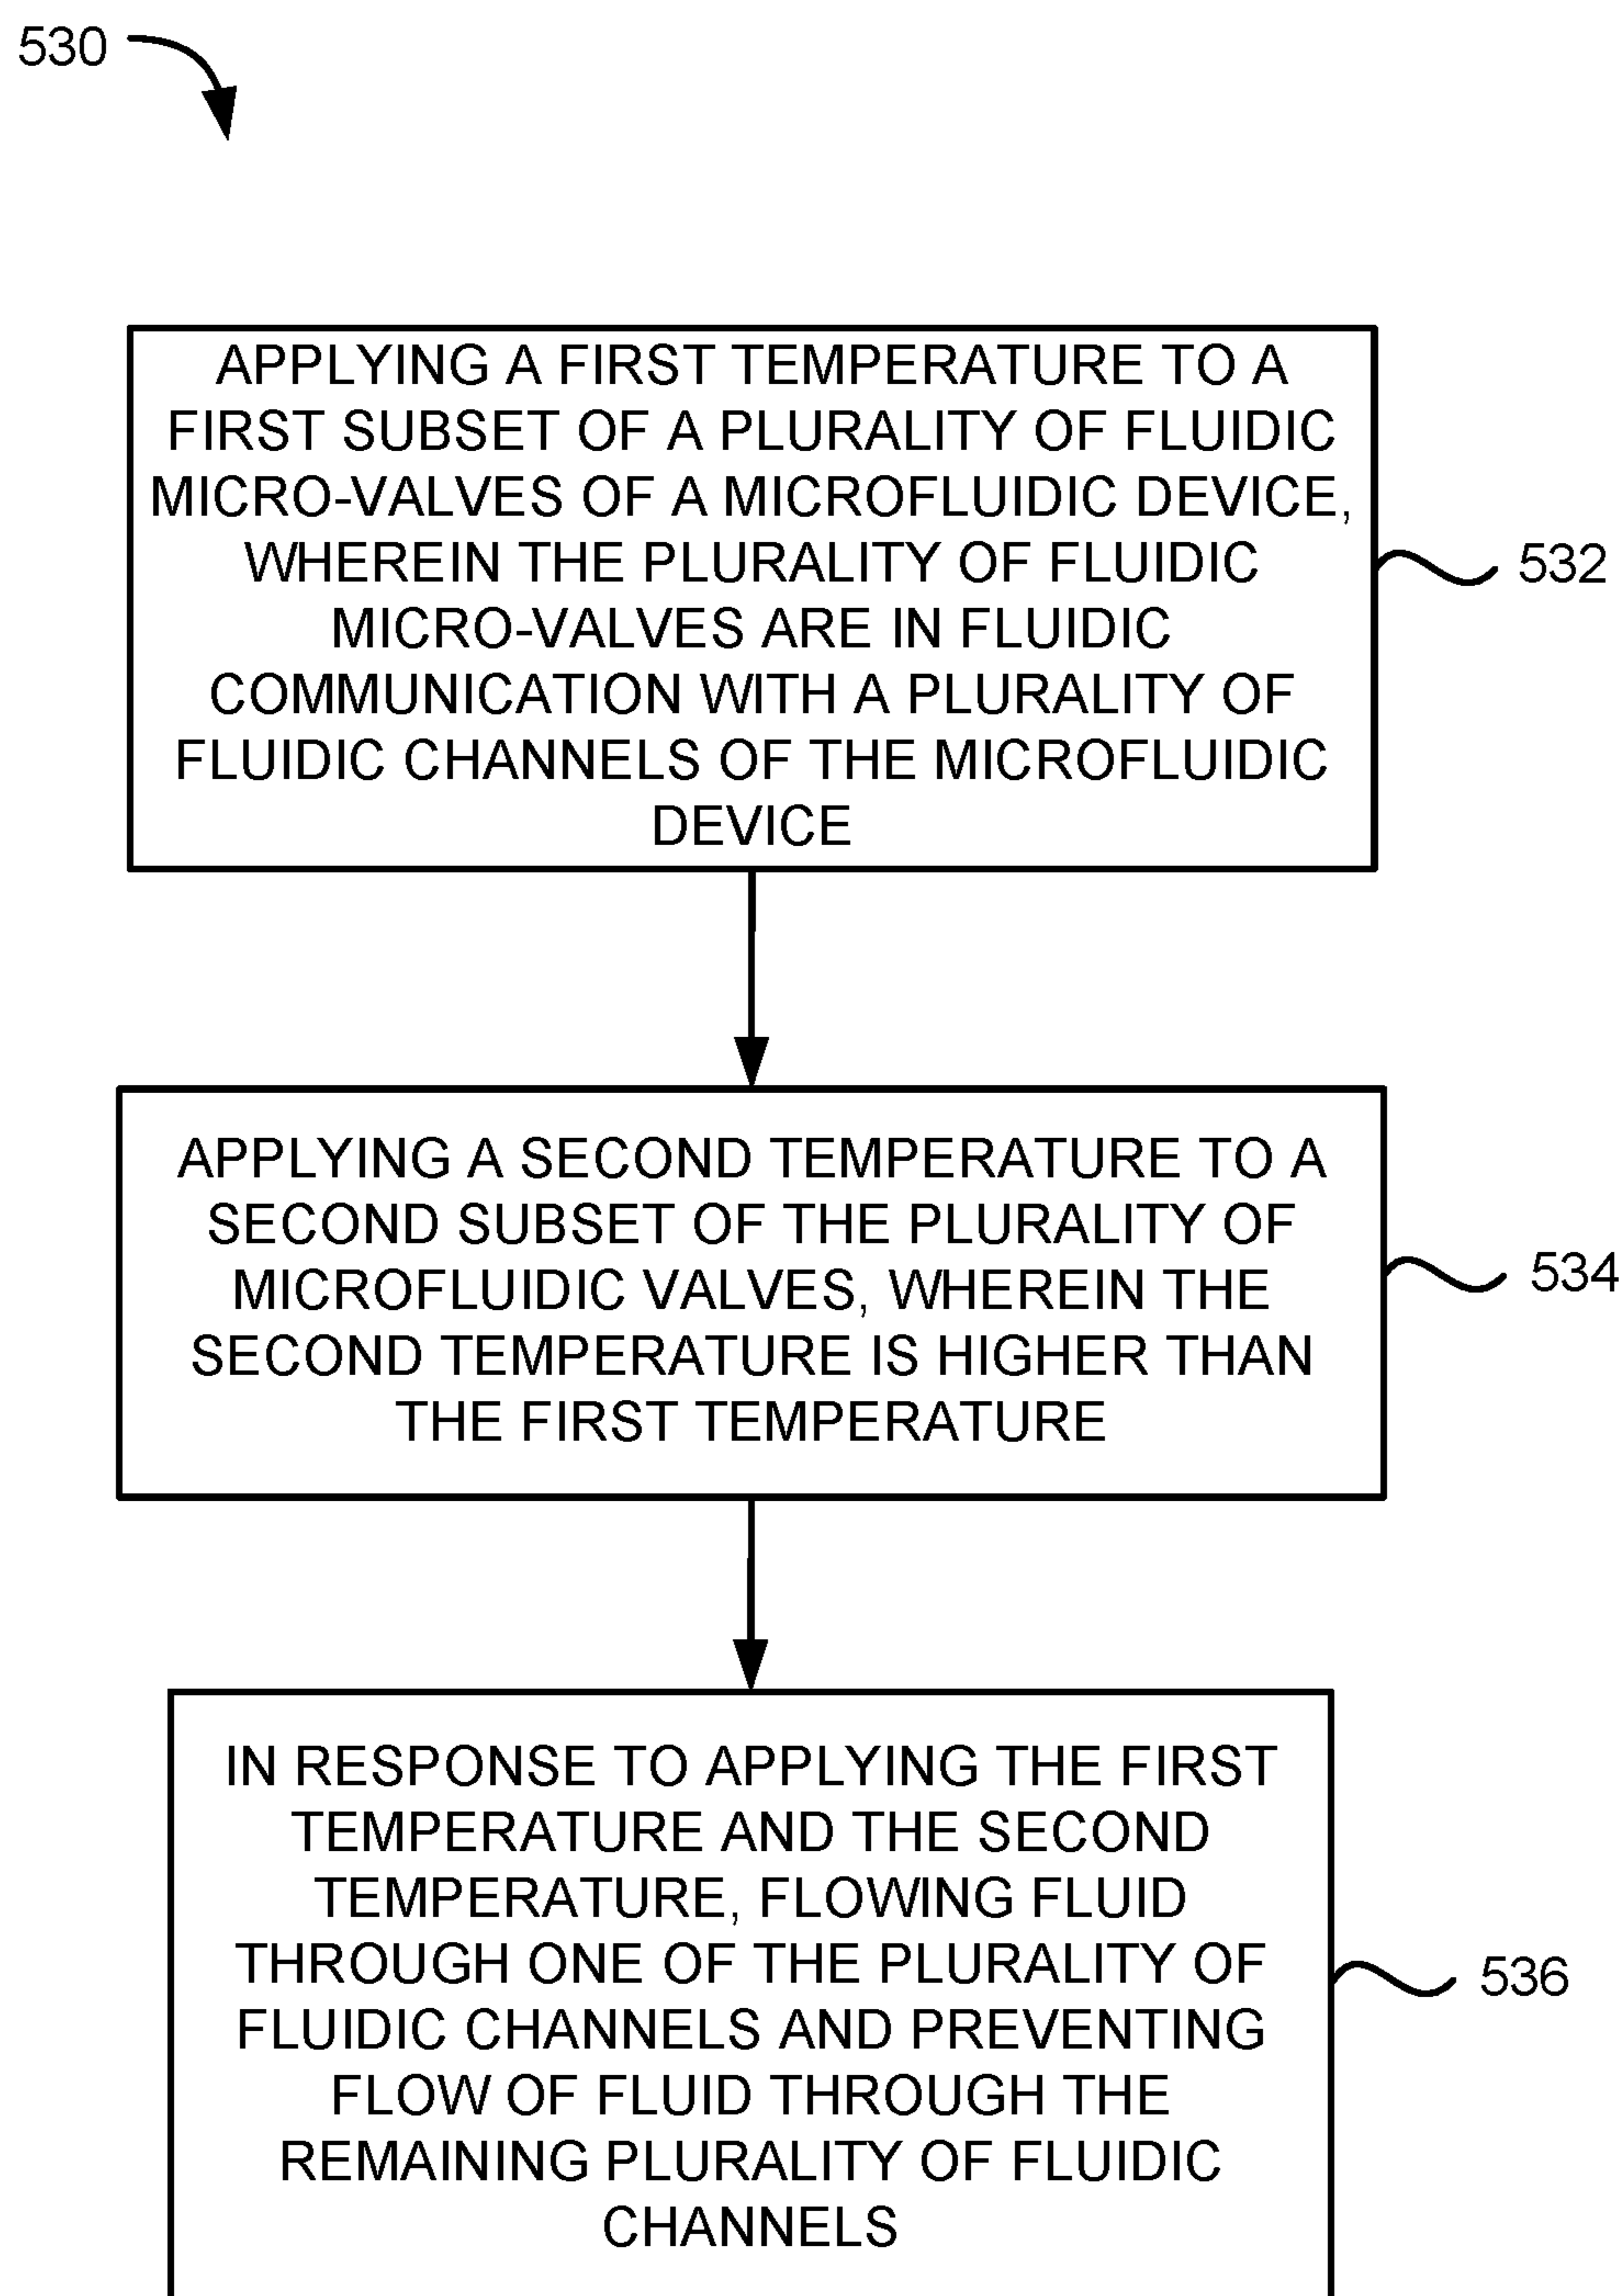 530
APPLYING A FIRST TEMPERATURE TO A
FIRST SUBSET OF A PLURALITY OF FLUIDIC
MICRO-VALVES OF A MICROFLUIDIC DEVICE,
WHEREIN THE PLURALITY OF FLUIDIC
MICRO-VALVES ARE IN FLUIDIC
COMMUNICATION WITH A PLURALITY OF
FLUIDIC CHANNELS OF THE MICROFLUIDIC
DEVICE
532
APPLYING A SECOND TEMPERATURE TO A
SECOND SUBSET OF THE PLURALITY OF
MICROFLUIDIC VALVES, WHEREIN THE
SECOND TEMPERATURE IS HIGHER THAN
THE FIRST TEMPERATURE
534
IN RESPONSE TO APPLYING THE FIRST
TEMPERATURE AND THE SECOND
TEMPERATURE, FLOWING FLUID
THROUGH ONE OF THE PLURALITY OF
FLUIDIC CHANNELS AND PREVENTING
FLOW OF FLUID THROUGH THE
REMAINING PLURALITY OF FLUIDIC
CHANNELS
536